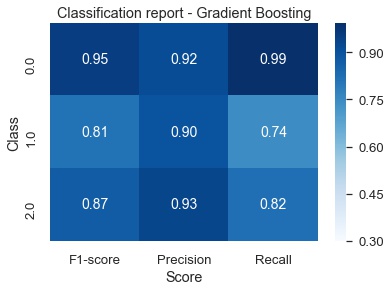 Classification report - Gradient Boosting
0.0 0.95 0.92 0.99
1.0 0.81 0.90 0.74
2.0 0.87 0.93 0.82
Class
F1-score Precision Recall
Score
0.90
0.75
0.60
0.45
0.30